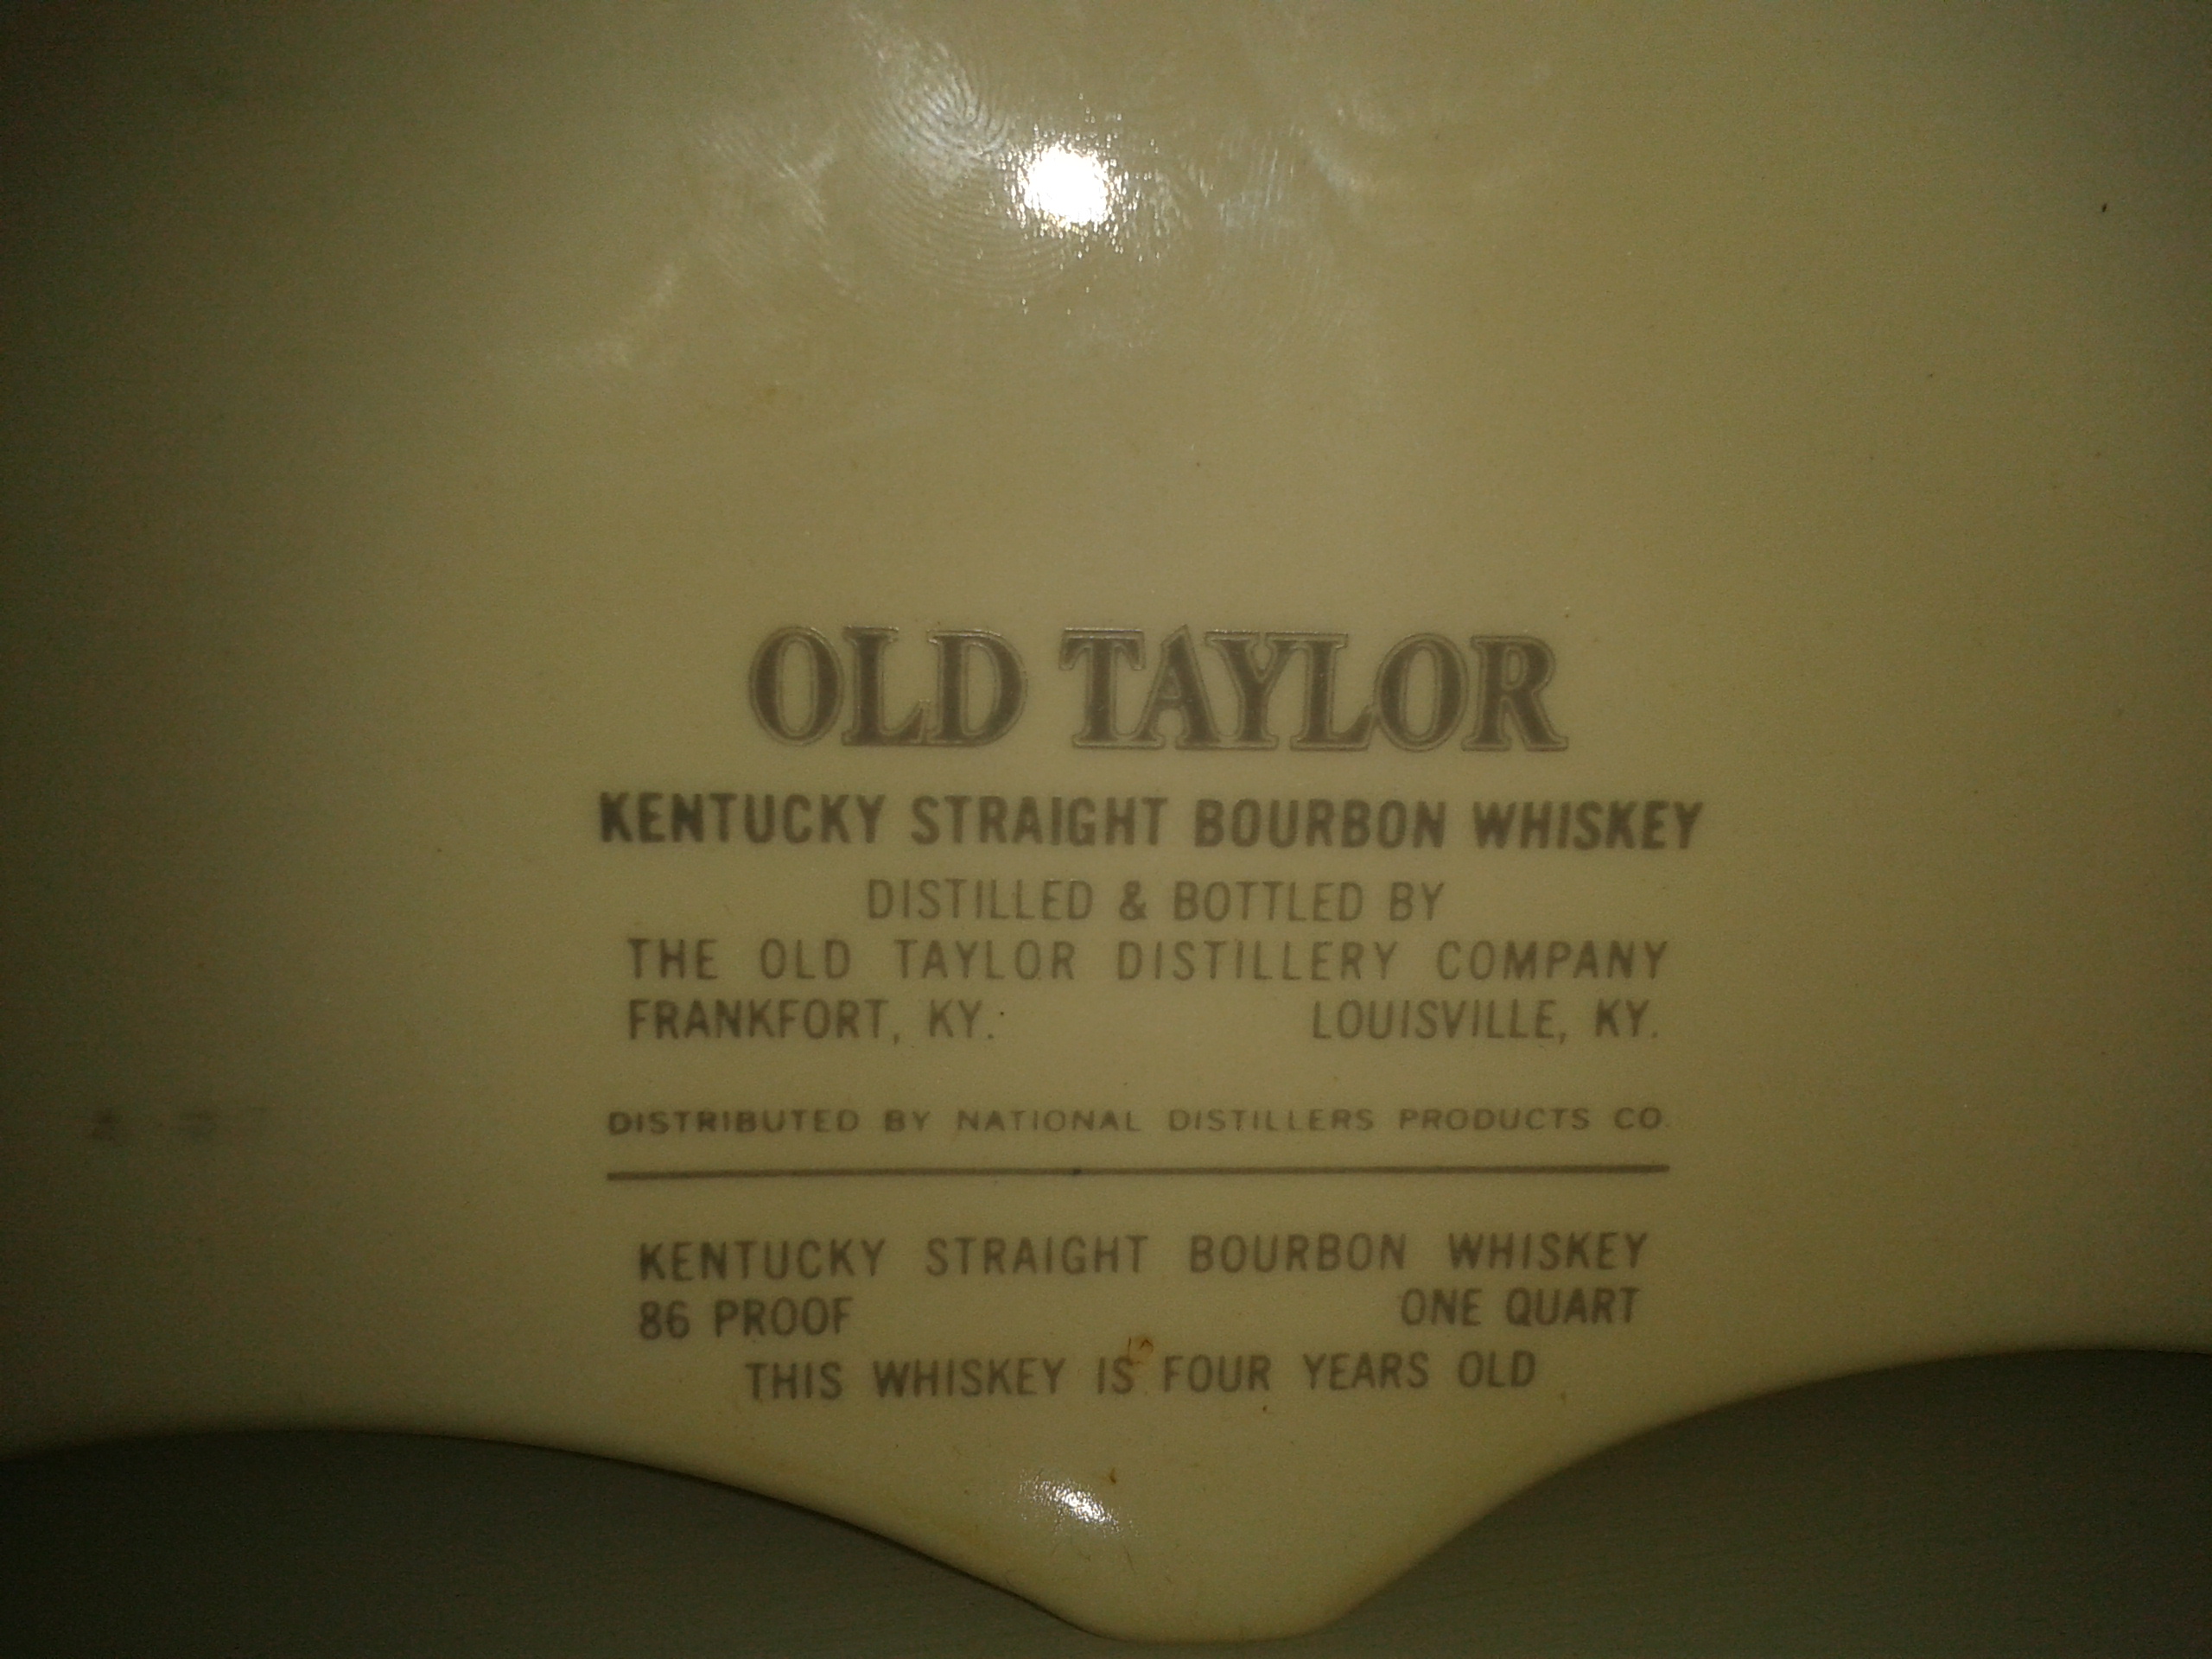 OLD TAYLOR
KENTUCKY STRAIGHT BOURBON WHISKEY
DISTILLED & BOTTLED BY
THE OLD TAYLOR DISTILLERY COMPANY
FRANKFORT, KY. LOUISVILLE, KY.
DISTRIBUTED BY NATIONAL DISTILLERS PRODUCTS CO.
KENTUCKY STRAIGHT BOURBON WHISKEY
86 PROOF ONE QUART
THIS WHISKEY IS FOUR YEARS OLD